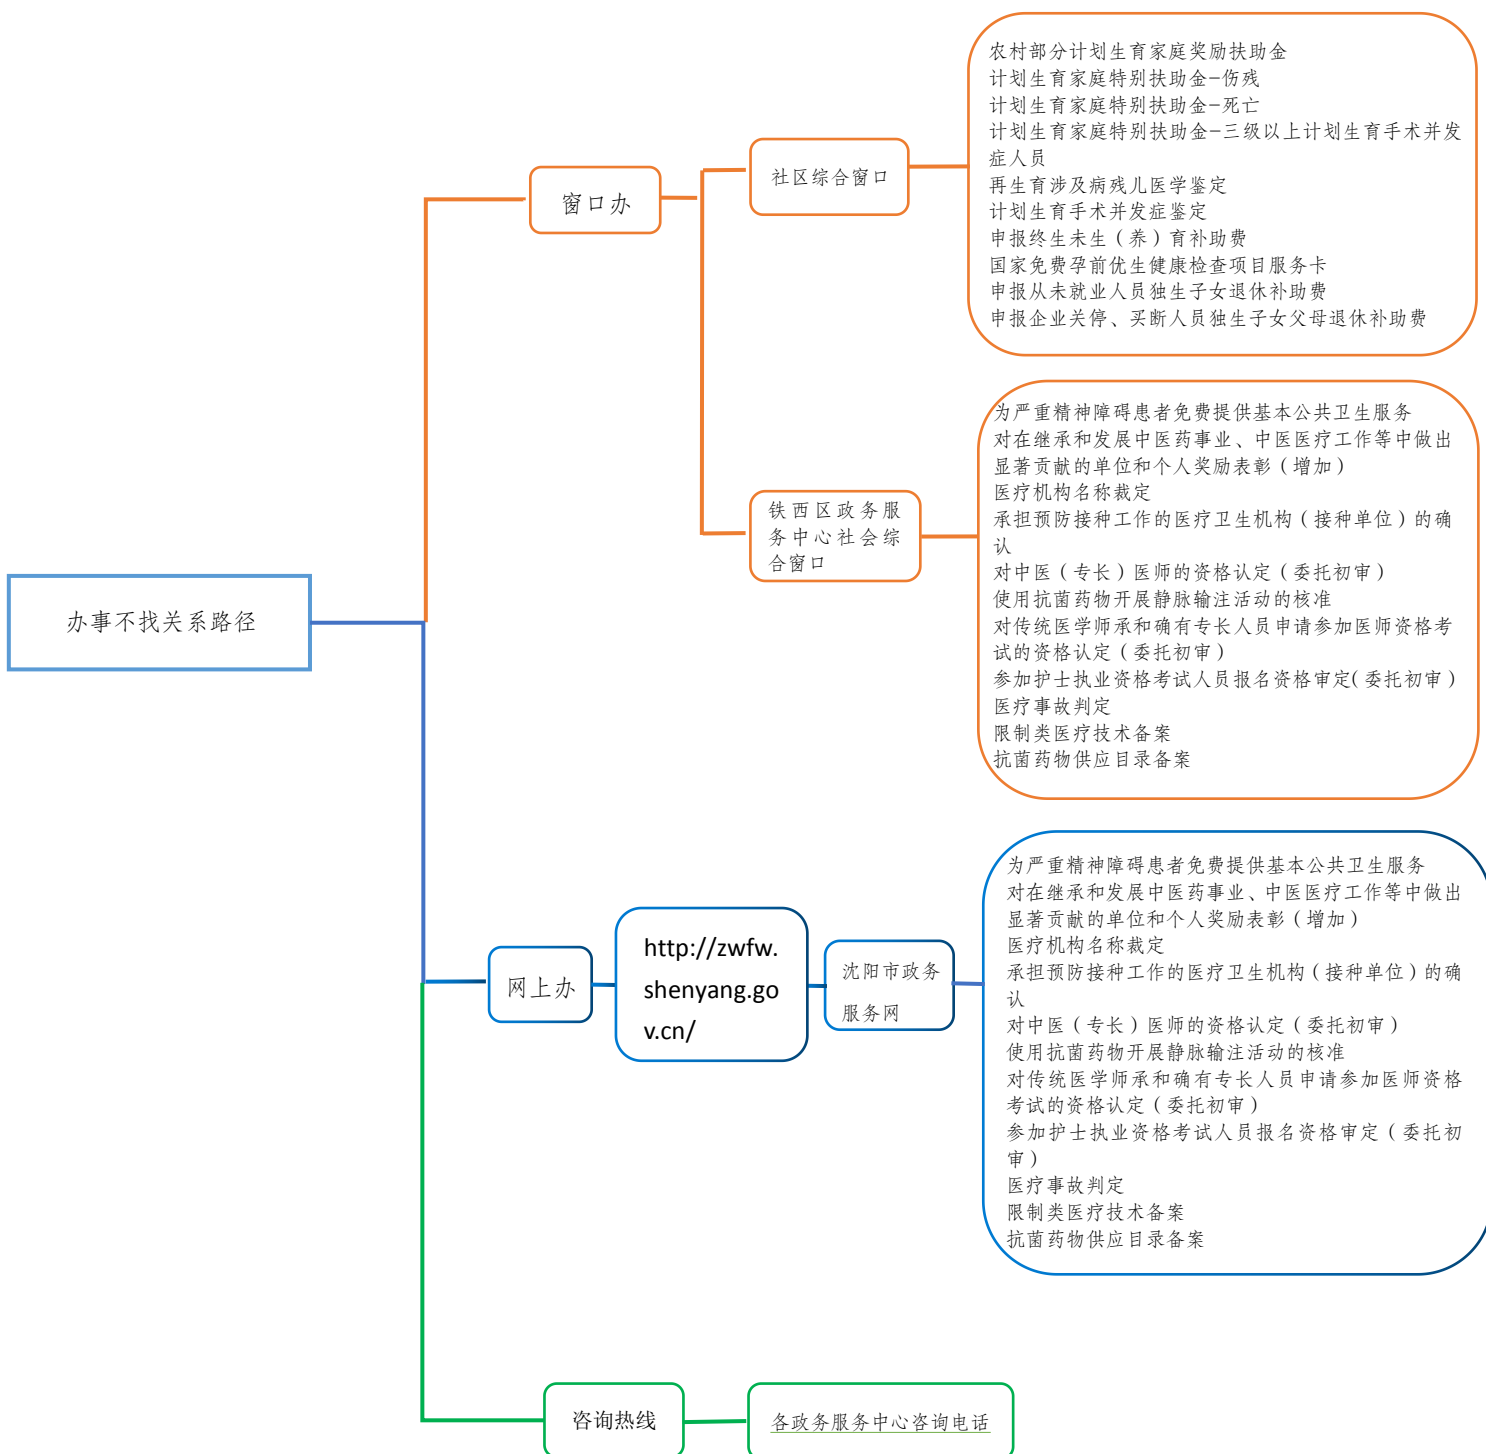 办事不找关系路径
窗口办
社区综合窗口
农村部分计划生育家庭奖励扶助金
计划生育家庭特别扶助金-伤残
计划生育家庭特别扶助金-死亡
计划生育家庭特别扶助金-三级以上计划生育手术并发
症人员
再生育涉及病残儿医学鉴定
计划生育手术并发症鉴定
申报终生未生（养）育补助费
国家免费孕前优生健康检查项目服务卡
申报从未就业人员独生子女退休补助费
申报企业关停、买断人员独生子女父母退休补助费
铁西区政务服
务中心社会综
合窗口
为严重精神障碍患者免费提供基本公共卫生服务
对在继承和发展中医药事业、中医医疗工作等中做出
显著贡献的单位和个人奖励表彰（增加）
医疗机构名称裁定
承担预防接种工作的医疗卫生机构（接种单位）的确
认
对中医（专长）医师的资格认定（委托初审）
使用抗菌药物开展静脉输注活动的核准
对传统医学师承和确有专长人员申请参加医师资格考
试的资格认定（委托初审）
参加护士执业资格考试人员报名资格审定（委托初审）
医疗事故判定
限制类医疗技术备案
抗菌药物供应目录备案
网上办
http://zwfw.
shenyang.go
v.cn/
沈阳市政务
服务网
为严重精神障碍患者免费提供基本公共卫生服务
对在继承和发展中医药事业、中医医疗工作等中做出
显著贡献的单位和个人奖励表彰（增加）
医疗机构名称裁定
承担预防接种工作的医疗卫生机构（接种单位）的确
认
对中医（专长）医师的资格认定（委托初审）
使用抗菌药物开展静脉输注活动的核准
对传统医学师承和确有专长人员申请参加医师资格
考试的资格认定（委托初审）
参加护士执业资格考试人员报名资格审定（委托初
审）
医疗事故判定
限制类医疗技术备案
抗菌药物供应目录备案
咨询热线
各政务服务中心咨询电话